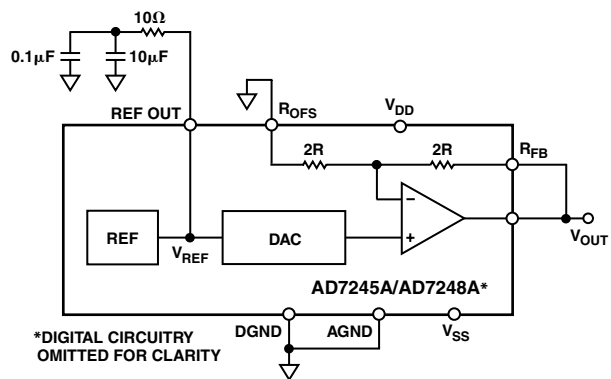 10Ω
0.1μF
10μF
REF OUT
R_OFS
V_DD
2R
2R
R_FB
REF
V_REF
DAC
−
+
V_OUT
AD7245A/AD7248A*
DGND
AGND
V_SS
*DIGITAL CIRCUITRY
OMITTED FOR CLARITY